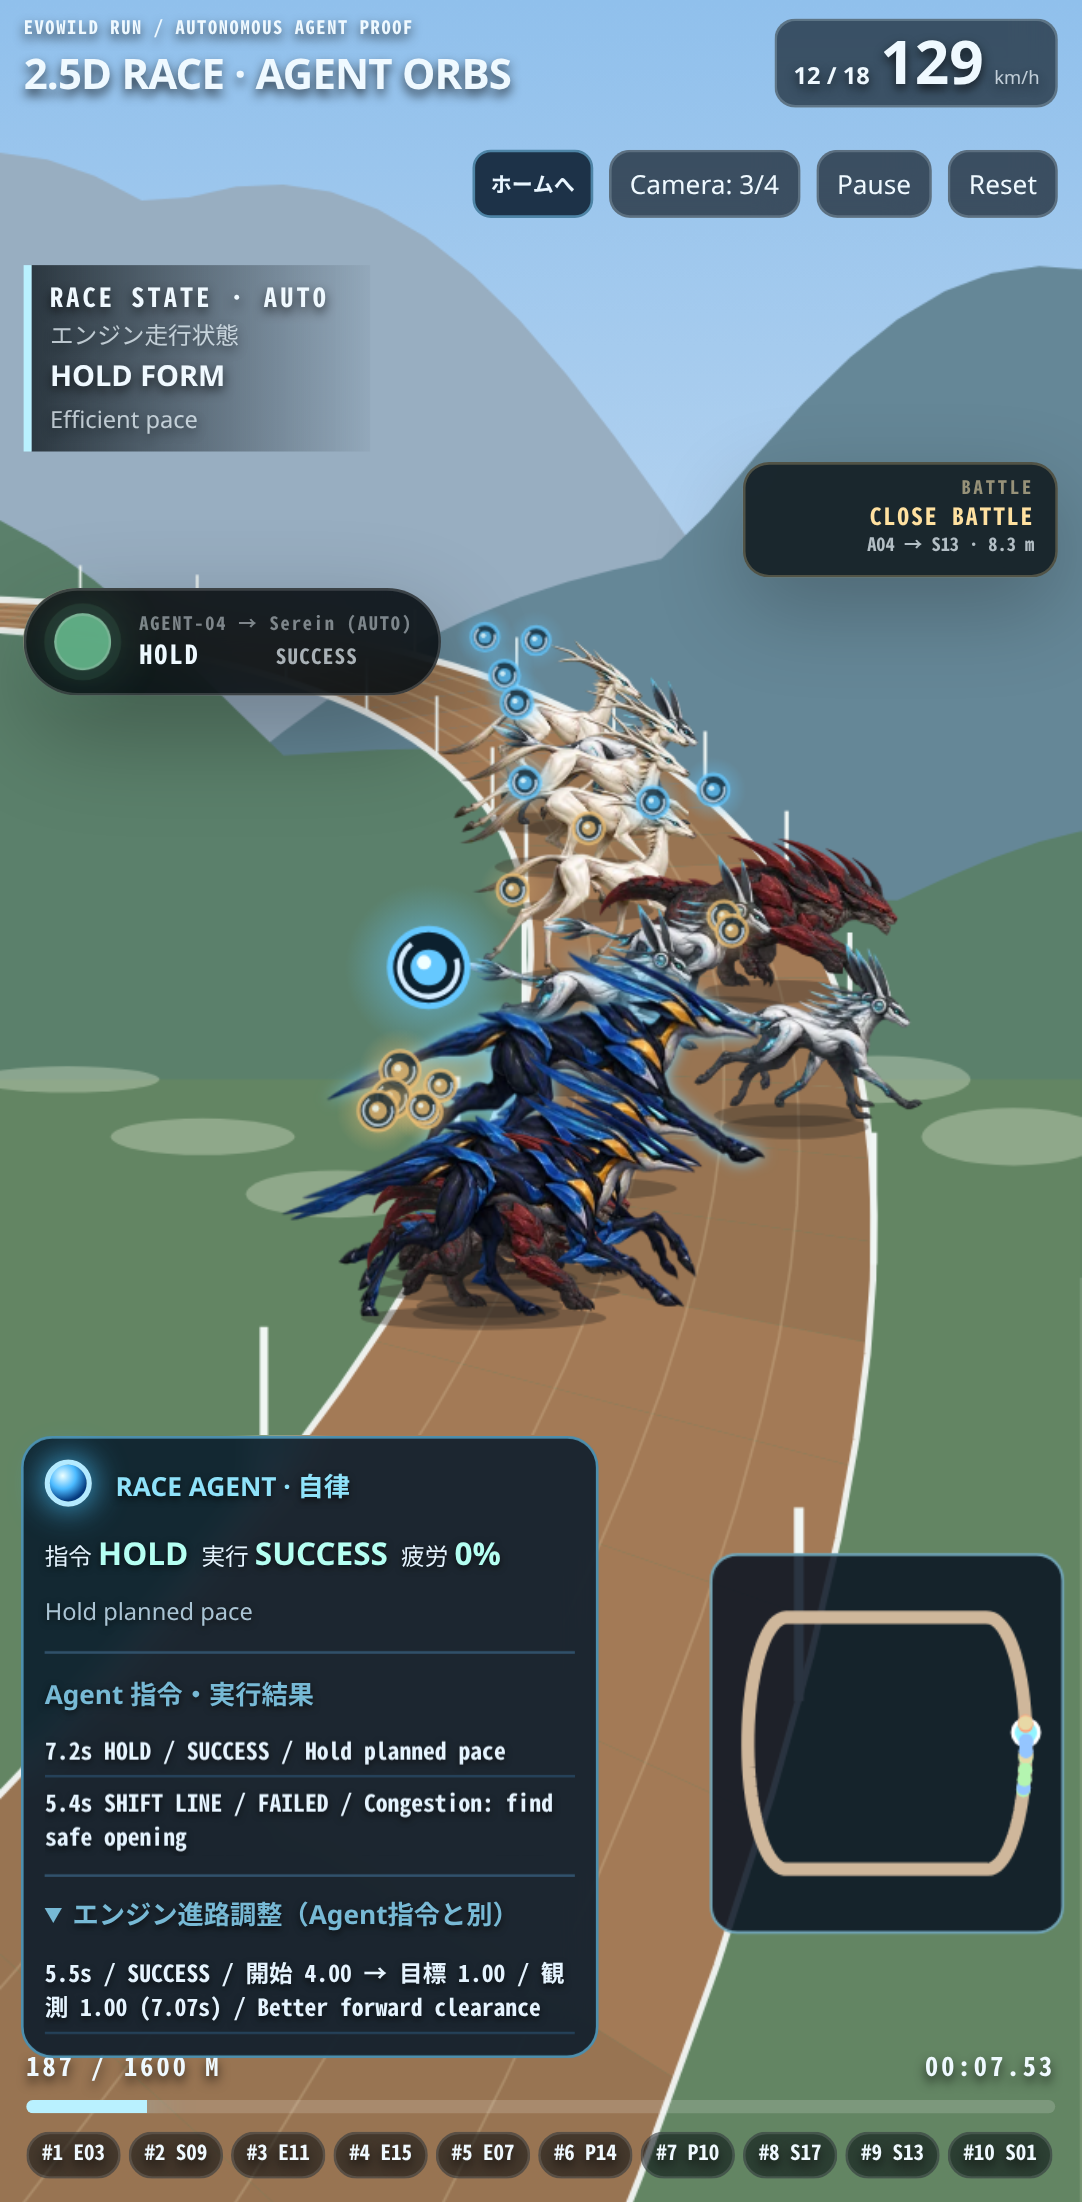 EVOWILD RUN / AUTONOMOUS AGENT PROOF
2.5D RACE · AGENT ORBS
12 / 18 129 km/h
ホームへ
Camera: 3/4
Pause
Reset
RACE STATE · AUTO
エンジン走行状態
HOLD FORM
Efficient pace
BATTLE
CLOSE BATTLE
A04 → S13 · 8.3 m
AGENT-04 → Serein (AUTO)
HOLD SUCCESS
RACE AGENT · 自律
指令 HOLD 実行 SUCCESS 疲労 0%
Hold planned pace
Agent 指令・実行結果
7.2s HOLD / SUCCESS / Hold planned pace
5.4s SHIFT LINE / FAILED / Congestion: find
safe opening
▼ エンジン進路調整（Agent指令と別）
5.5s / SUCCESS / 開始 4.00 → 目標 1.00 / 観
測 1.00 (7.07s) / Better forward clearance
187 / 1600 M
00:07.53
#1 E03
#2 S09
#3 E11
#4 E15
#5 E07
#6 P14
#7 P10
#8 S17
#9 S13
#10 S01